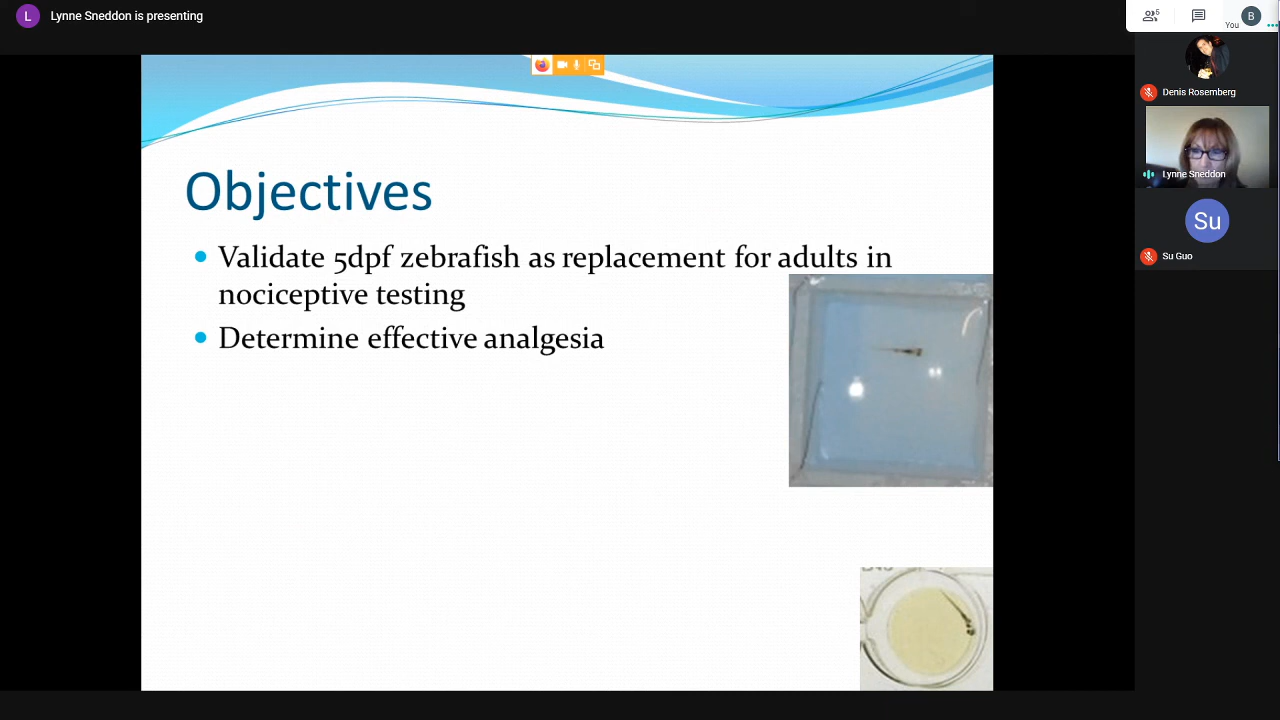 L
Lynne Sneddon is presenting
5
You
B
Denis Rosemberg
Lynne Sneddon
Su
Su Guo
Objectives
• Validate 5dpf zebrafish as replacement for adults in
nociceptive testing
• Determine effective analgesia